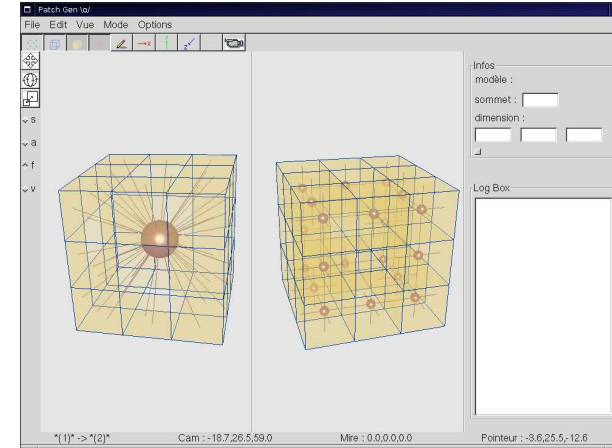 Patch Gen \o/
File Edit Vue Mode Options
x
z
Infos
modèle :
sommet :
dimension :
s
a
f
v
Log Box
*(1)* -> *(2)* Cam : -18.7,26.5,59.0 Mire : 0.0,0.0,0.0 Pointeur : -3.6,25.5,-12.6